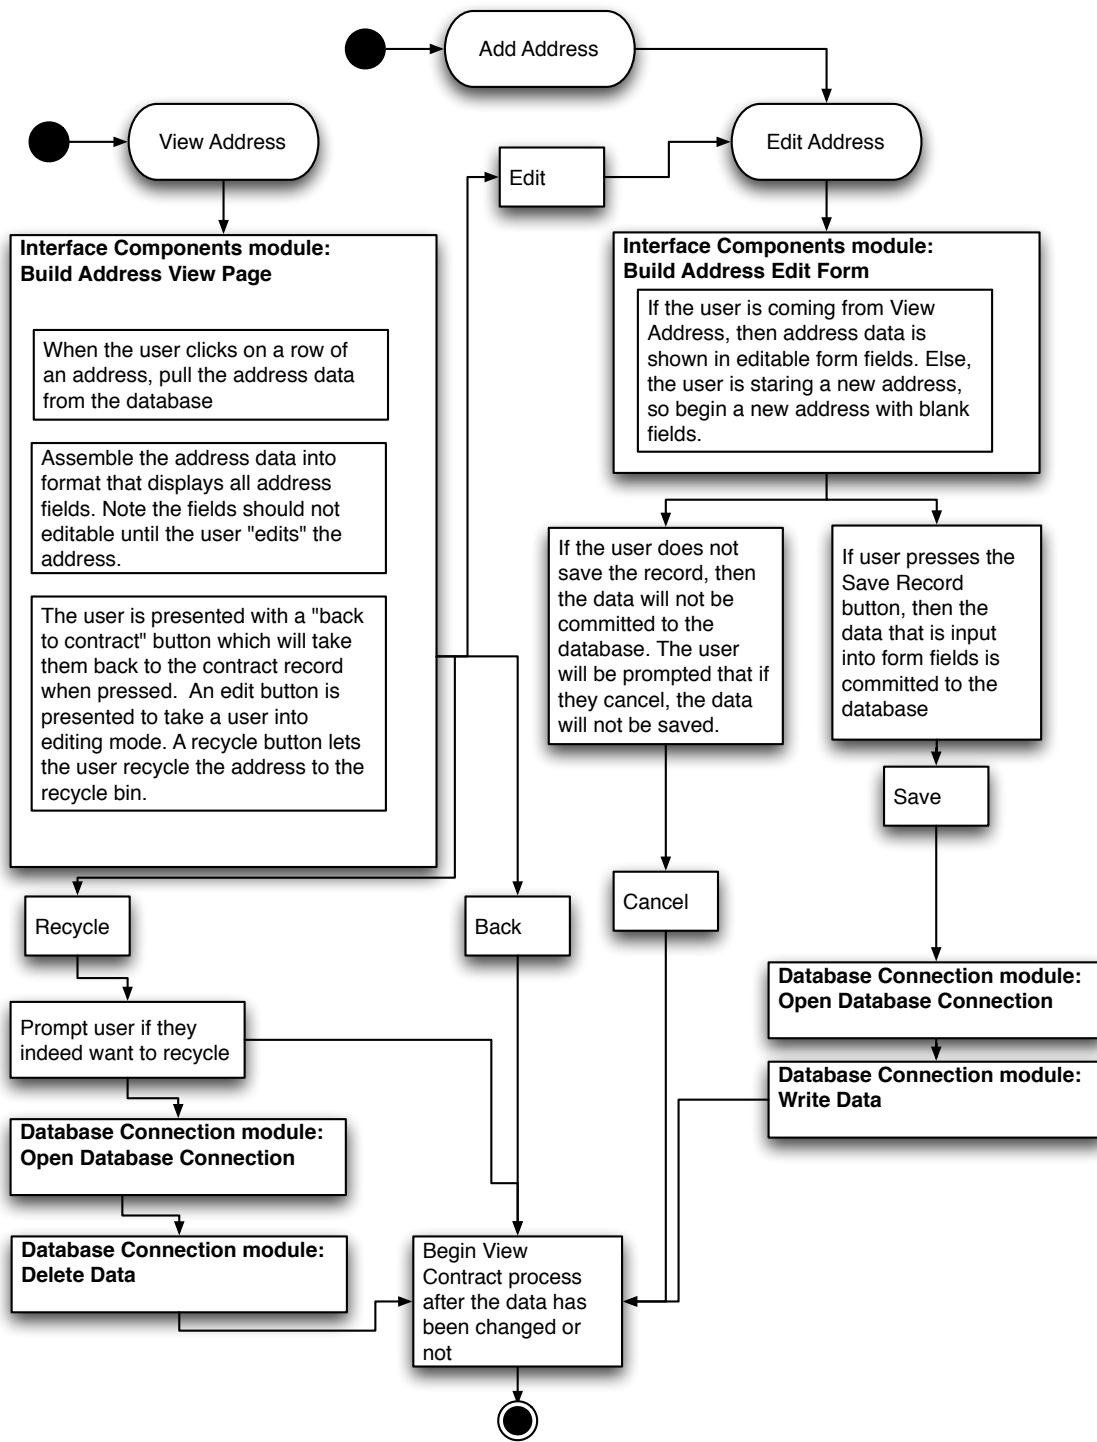 Add Address
View Address
Edit
Edit Address
Interface Components module:
Build Address View Page
When the user clicks on a row of
an address, pull the address data
from the database
Assemble the address data into
format that displays all address
fields. Note the fields should not
editable until the user "edits" the
address.
The user is presented with a "back
to contract" button which will take
them back to the contract record
when pressed.  An edit button is
presented to take a user into
editing mode. A recycle button lets
the user recycle the address to the
recycle bin.
Interface Components module:
Build Address Edit Form
If the user is coming from View
Address, then address data is
shown in editable form fields. Else,
the user is staring a new address,
so begin a new address with blank
fields.
If the user does not
save the record, then
the data will not be
committed to the
database. The user
will be prompted that if
they cancel, the data
will not be saved.
If user presses the
Save Record
button, then the
data that is input
into form fields is
committed to the
database
Save
Recycle
Back
Cancel
Prompt user if they
indeed want to recycle
Database Connection module:
Open Database Connection
Database Connection module:
Write Data
Database Connection module:
Open Database Connection
Database Connection module:
Delete Data
Begin View
Contract process
after the data has
been changed or
not